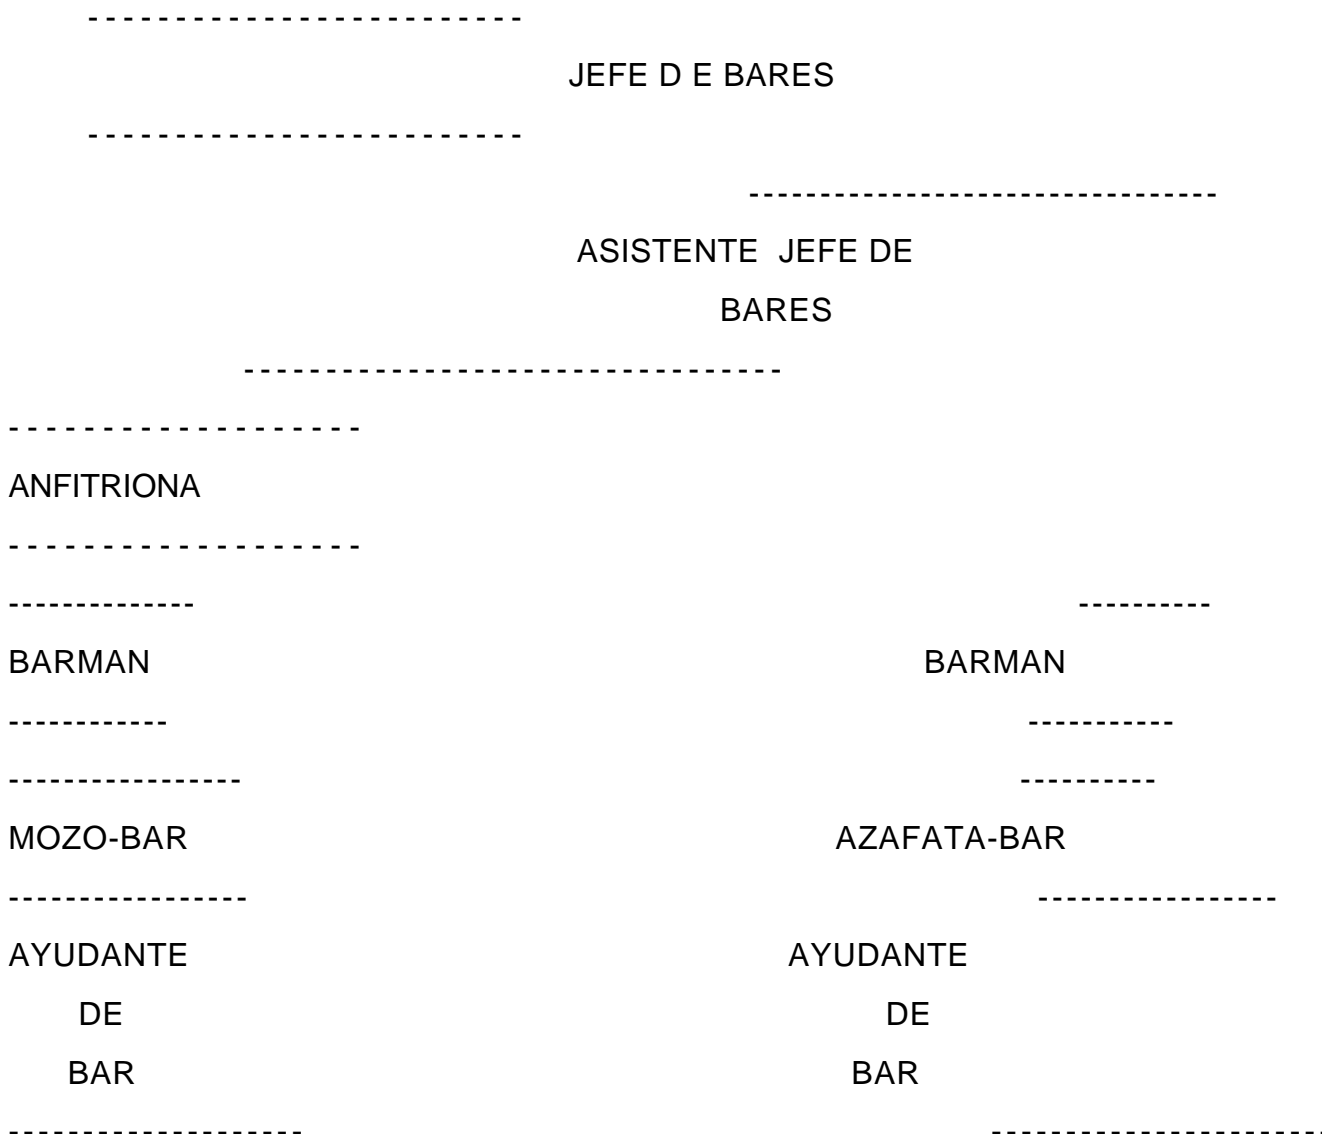 - - - - - - - - - - - - - - - - - - - - - - - - -
JEFE D E BARES
- - - - - - - - - - - - - - - - - - - - - - - - -
---------------------------------
ASISTENTE JEFE DE
BARES
- - - - - - - - - - - - - - - - - - - - - - - - - - - - - - -
- - - - - - - - - - - - - - - - - - -
ANFITRIONA
- - - - - - - - - - - - - - - - - - -
-------------- ----------
BARMAN BARMAN
------------ -----------
----------------- ----------
MOZO-BAR AZAFATA-BAR
----------------- -----------------
AYUDANTE AYUDANTE
DE DE
BAR BAR
-------------------- -----------------------